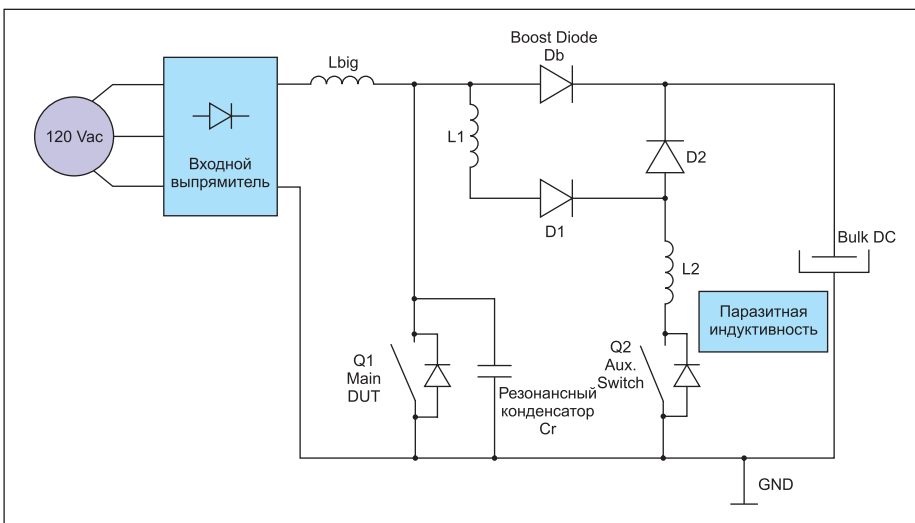 Boost Diode
Db
Lbig
120 Vac
L1
Входной
выпрямитель
D2
D1
Bulk DC
L2
Паразитная
индуктивность
Q1
Main
DUT
Q2
Aux.
Switch
Резонансный
конденсатор
Cr
GND